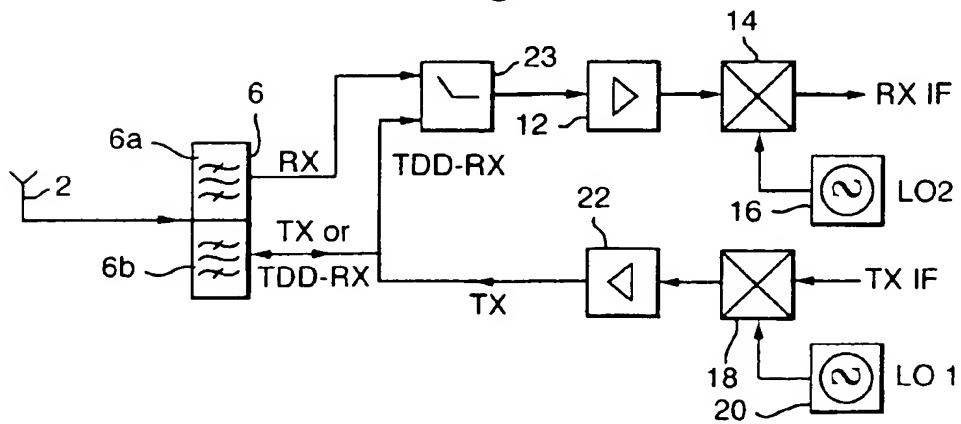 14
23
6
12
RX IF
6a
RX
TDD-RX
2
16
LO2
22
6b
TX or
TDD-RX
TX
TX IF
18
20
LO 1